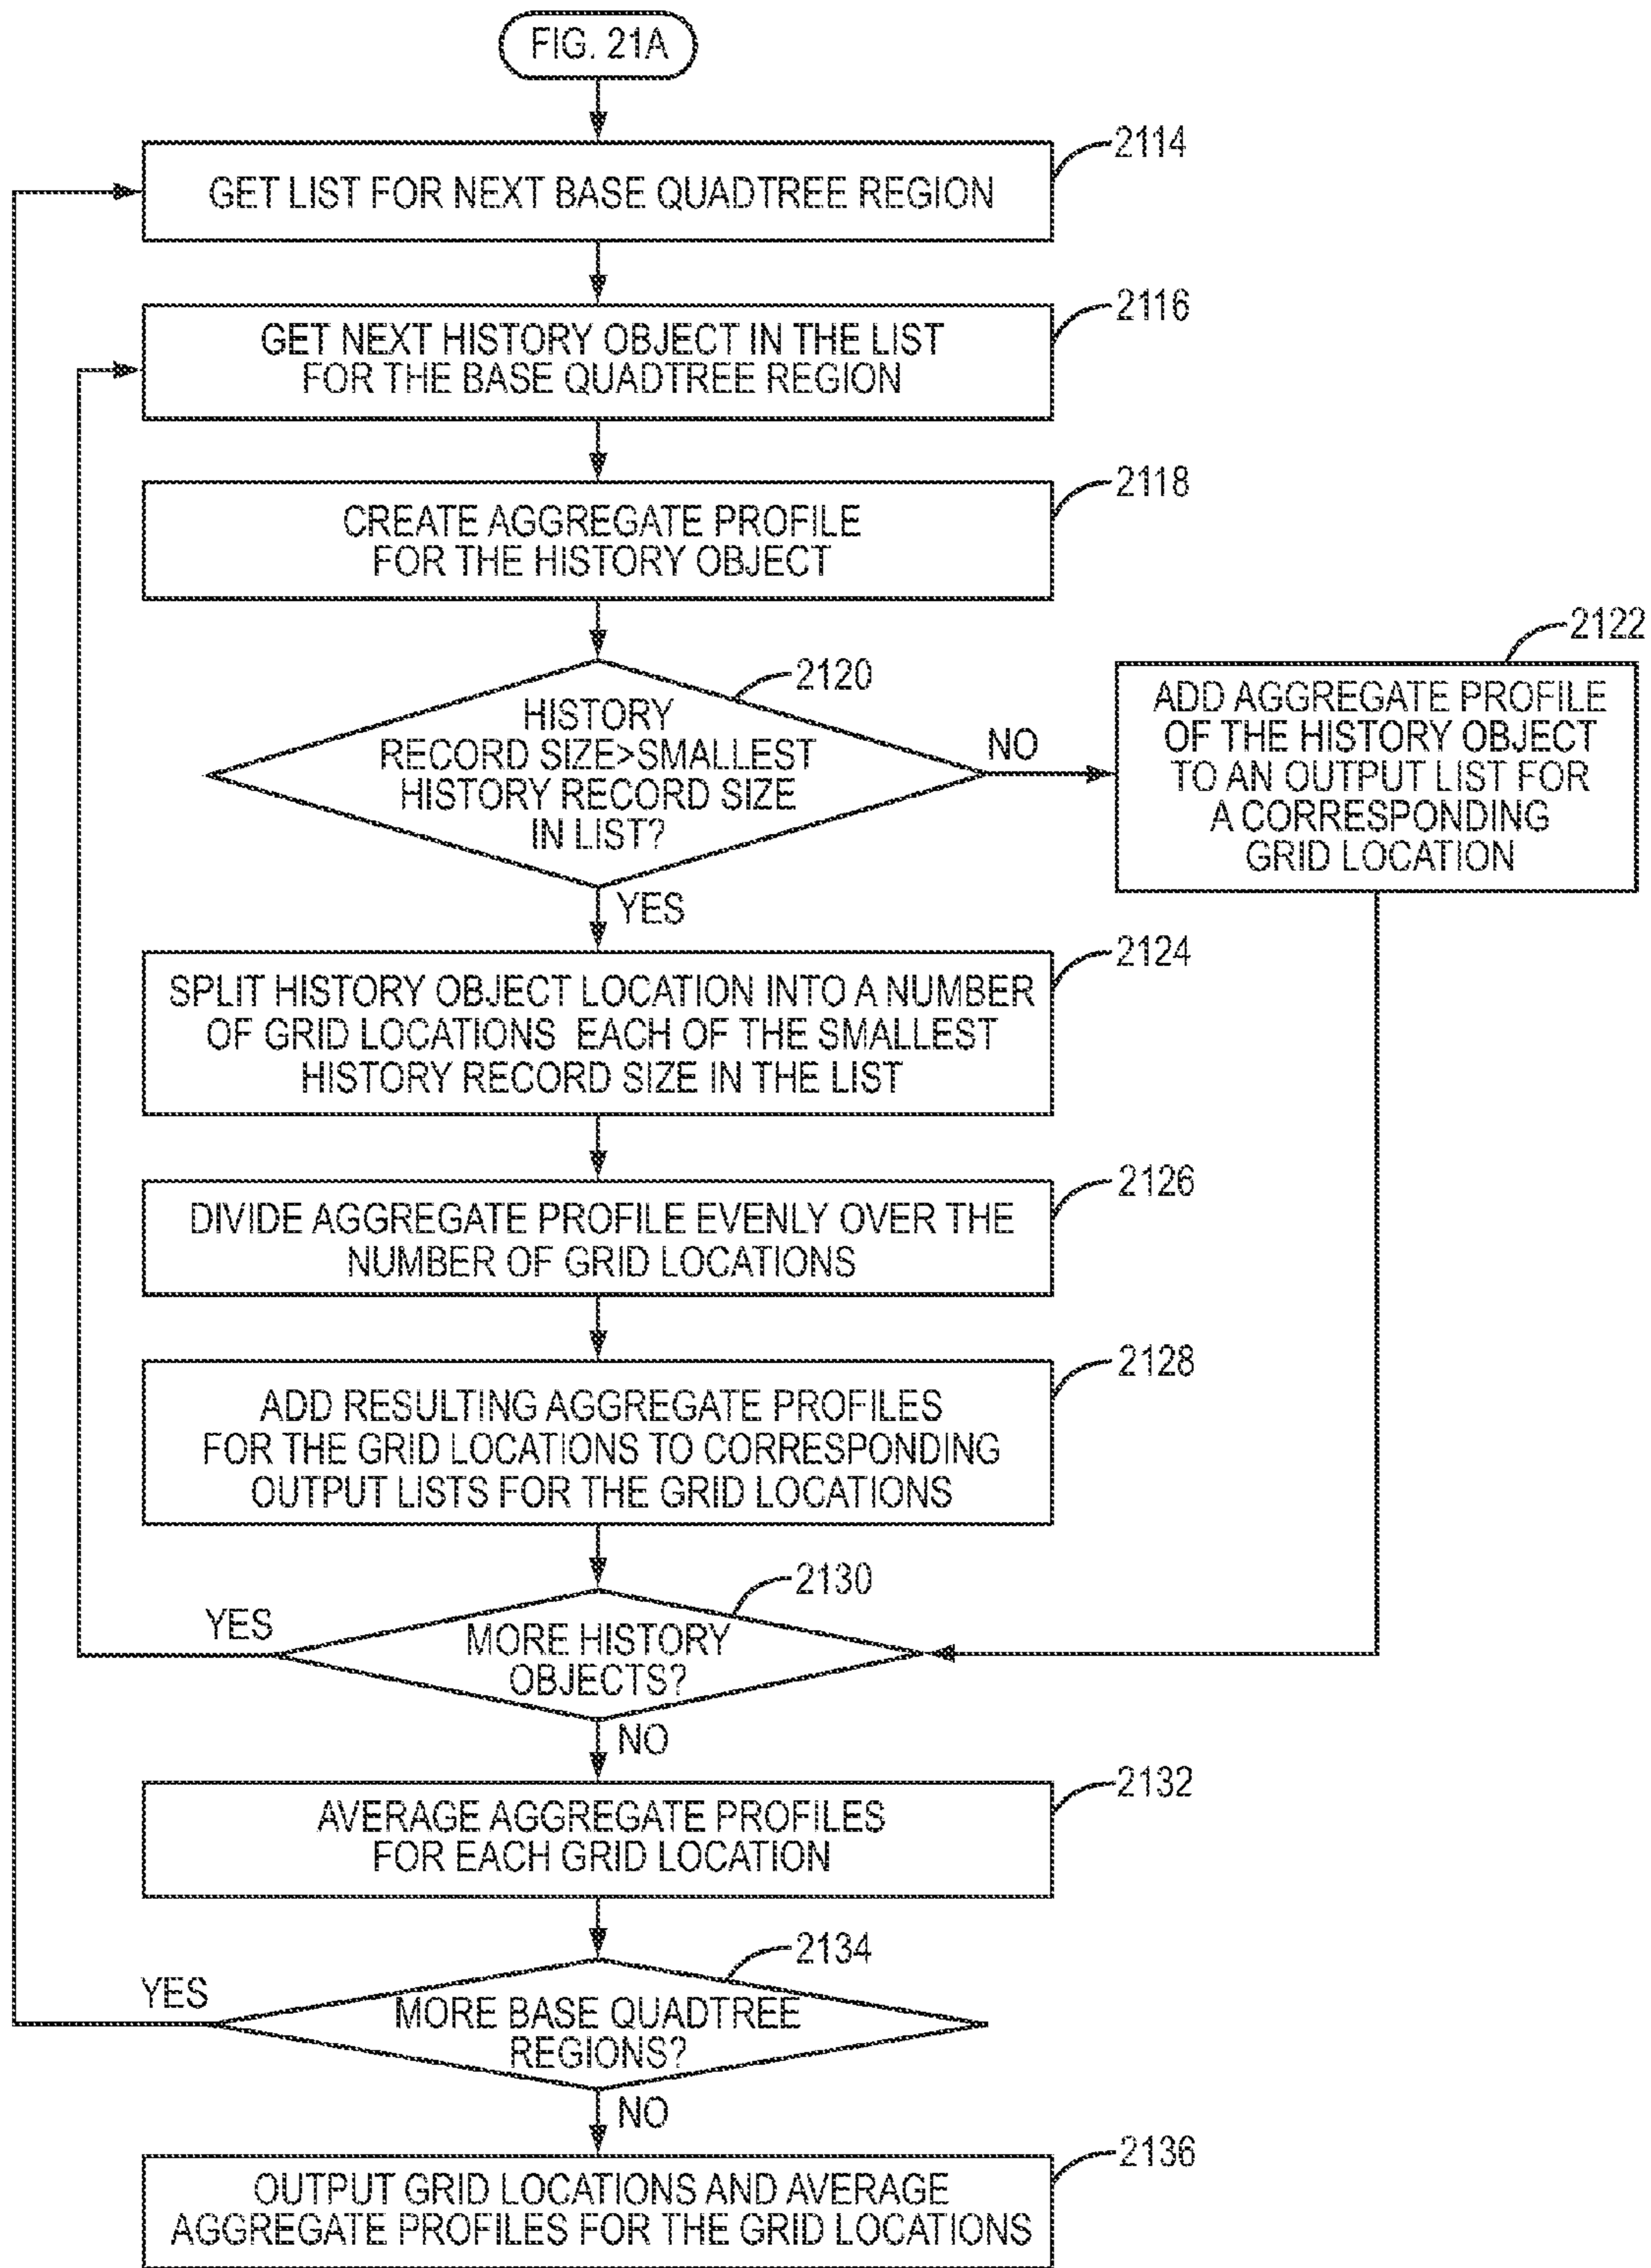 FIG. 21A
2114
GET LIST FOR NEXT BASE QUADTREE REGION
2116
GET NEXT HISTORY OBJECT IN THE LIST
FOR THE BASE QUADTREE REGION
2118
CREATE AGGREGATE PROFILE
FOR THE HISTORY OBJECT
2120
HISTORY
RECORD SIZE>SMALLEST
HISTORY RECORD SIZE
IN LIST?
NO
2122
ADD AGGREGATE PROFILE
OF THE HISTORY OBJECT
TO AN OUTPUT LIST FOR
A CORRESPONDING
GRID LOCATION
YES
2124
SPLIT HISTORY OBJECT LOCATION INTO A NUMBER
OF GRID LOCATIONS EACH OF THE SMALLEST
HISTORY RECORD SIZE IN THE LIST
2126
DIVIDE AGGREGATE PROFILE EVENLY OVER THE
NUMBER OF GRID LOCATIONS
2128
ADD RESULTING AGGREGATE PROFILES
FOR THE GRID LOCATIONS TO CORRESPONDING
OUTPUT LISTS FOR THE GRID LOCATIONS
2130
YES
MORE HISTORY
OBJECTS?
NO
2132
AVERAGE AGGREGATE PROFILES
FOR EACH GRID LOCATION
2134
YES
MORE BASE QUADTREE
REGIONS?
NO
2136
OUTPUT GRID LOCATIONS AND AVERAGE
AGGREGATE PROFILES FOR THE GRID LOCATIONS